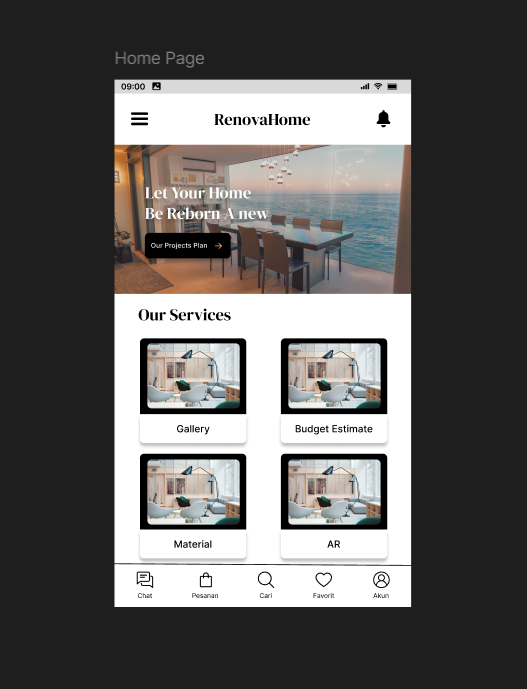 Home Page
09:00
RenovaHome
Let Your Home
Be Reborn A new
Our Projects Plan
Our Services
Gallery
Budget Estimate
Material
AR
Chat
Pesanan
Cari
Favorit
Akun